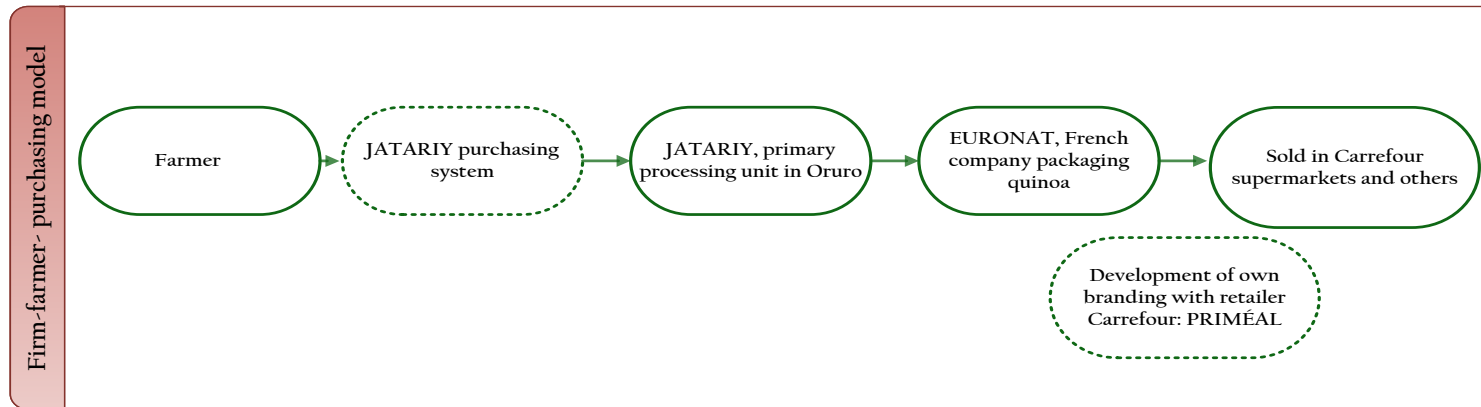 Firm-farmer- purchasing model
Farmer
JATARIY purchasing
system
JATARIY, primary
processing unit in Oruro
EURONAT, French
company packaging
quinoa
Sold in Carrefour
supermarkets and others
Development of own
branding with retailer
Carrefour: PRIMÉAL